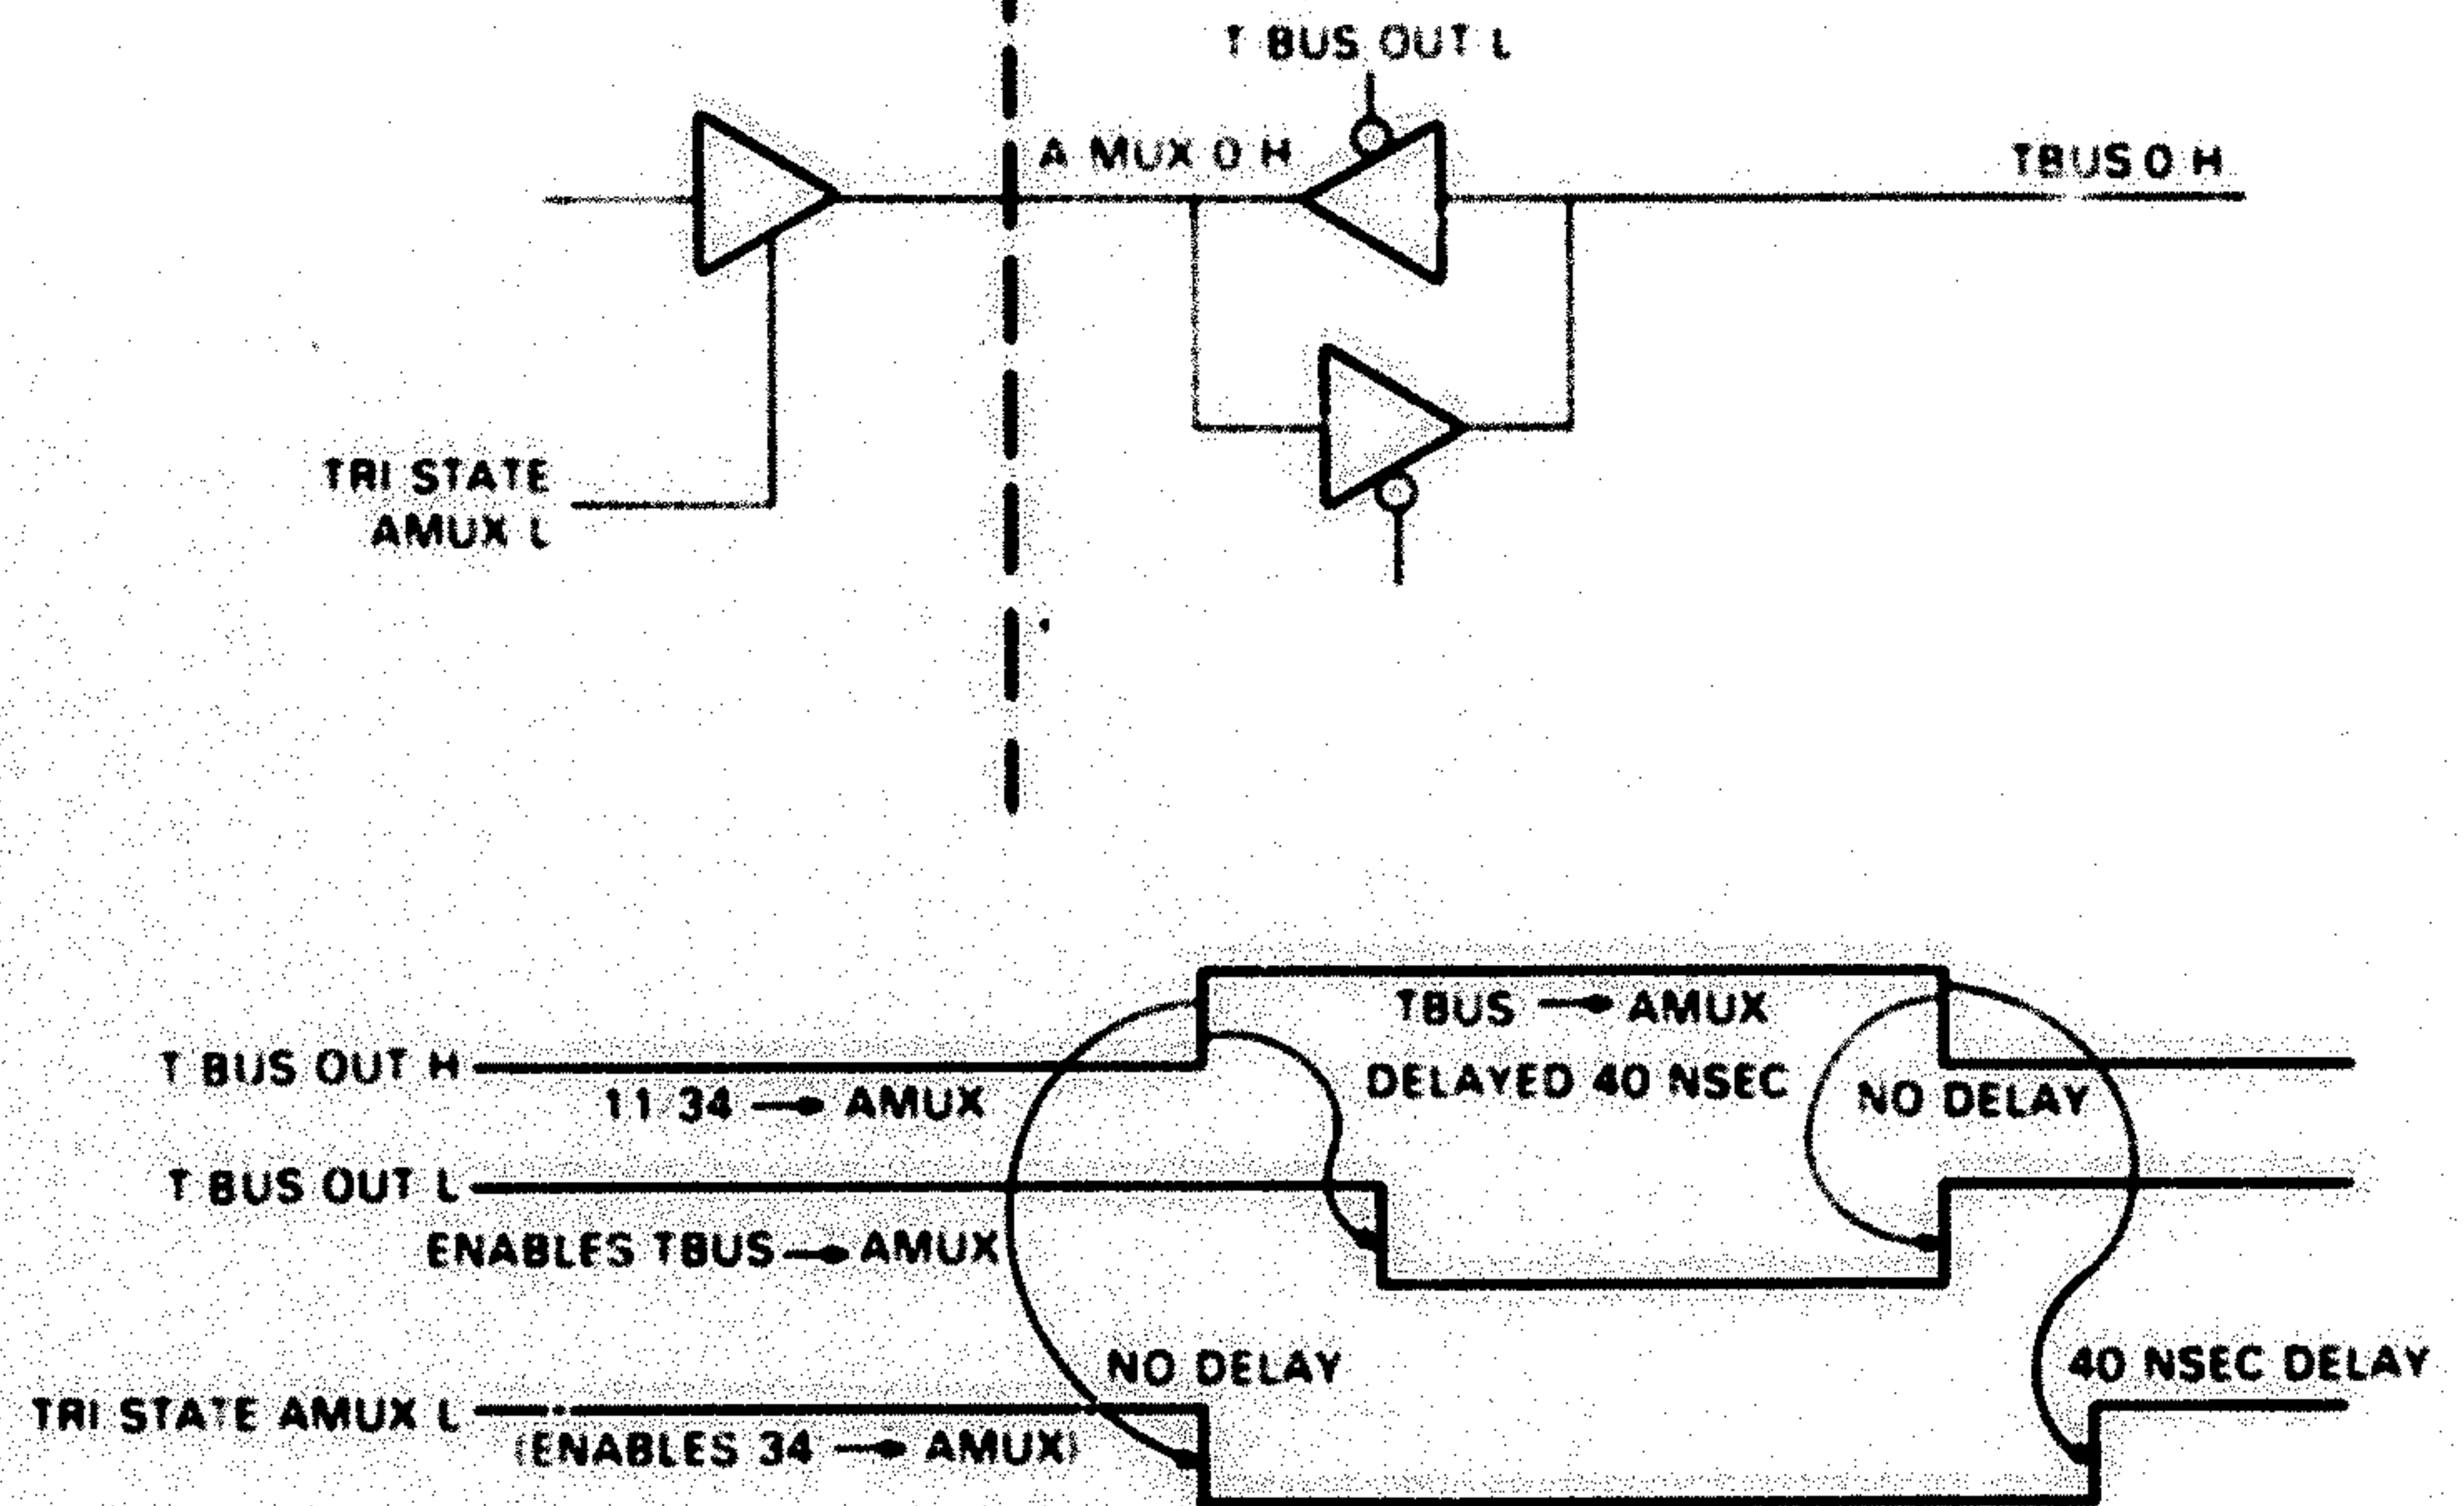 T BUS OUT L
A MUX 0 H
TBUS 0 H
TRI STATE
AMUX L
TBUS → AMUX
T BUS OUT H
DELAYED 40 NSEC
NO DELAY
11/34 → AMUX
T BUS OUT L
ENABLES TBUS → AMUX
NO DELAY
40 NSEC DELAY
TRI STATE AMUX L
(ENABLES 34 → AMUX)